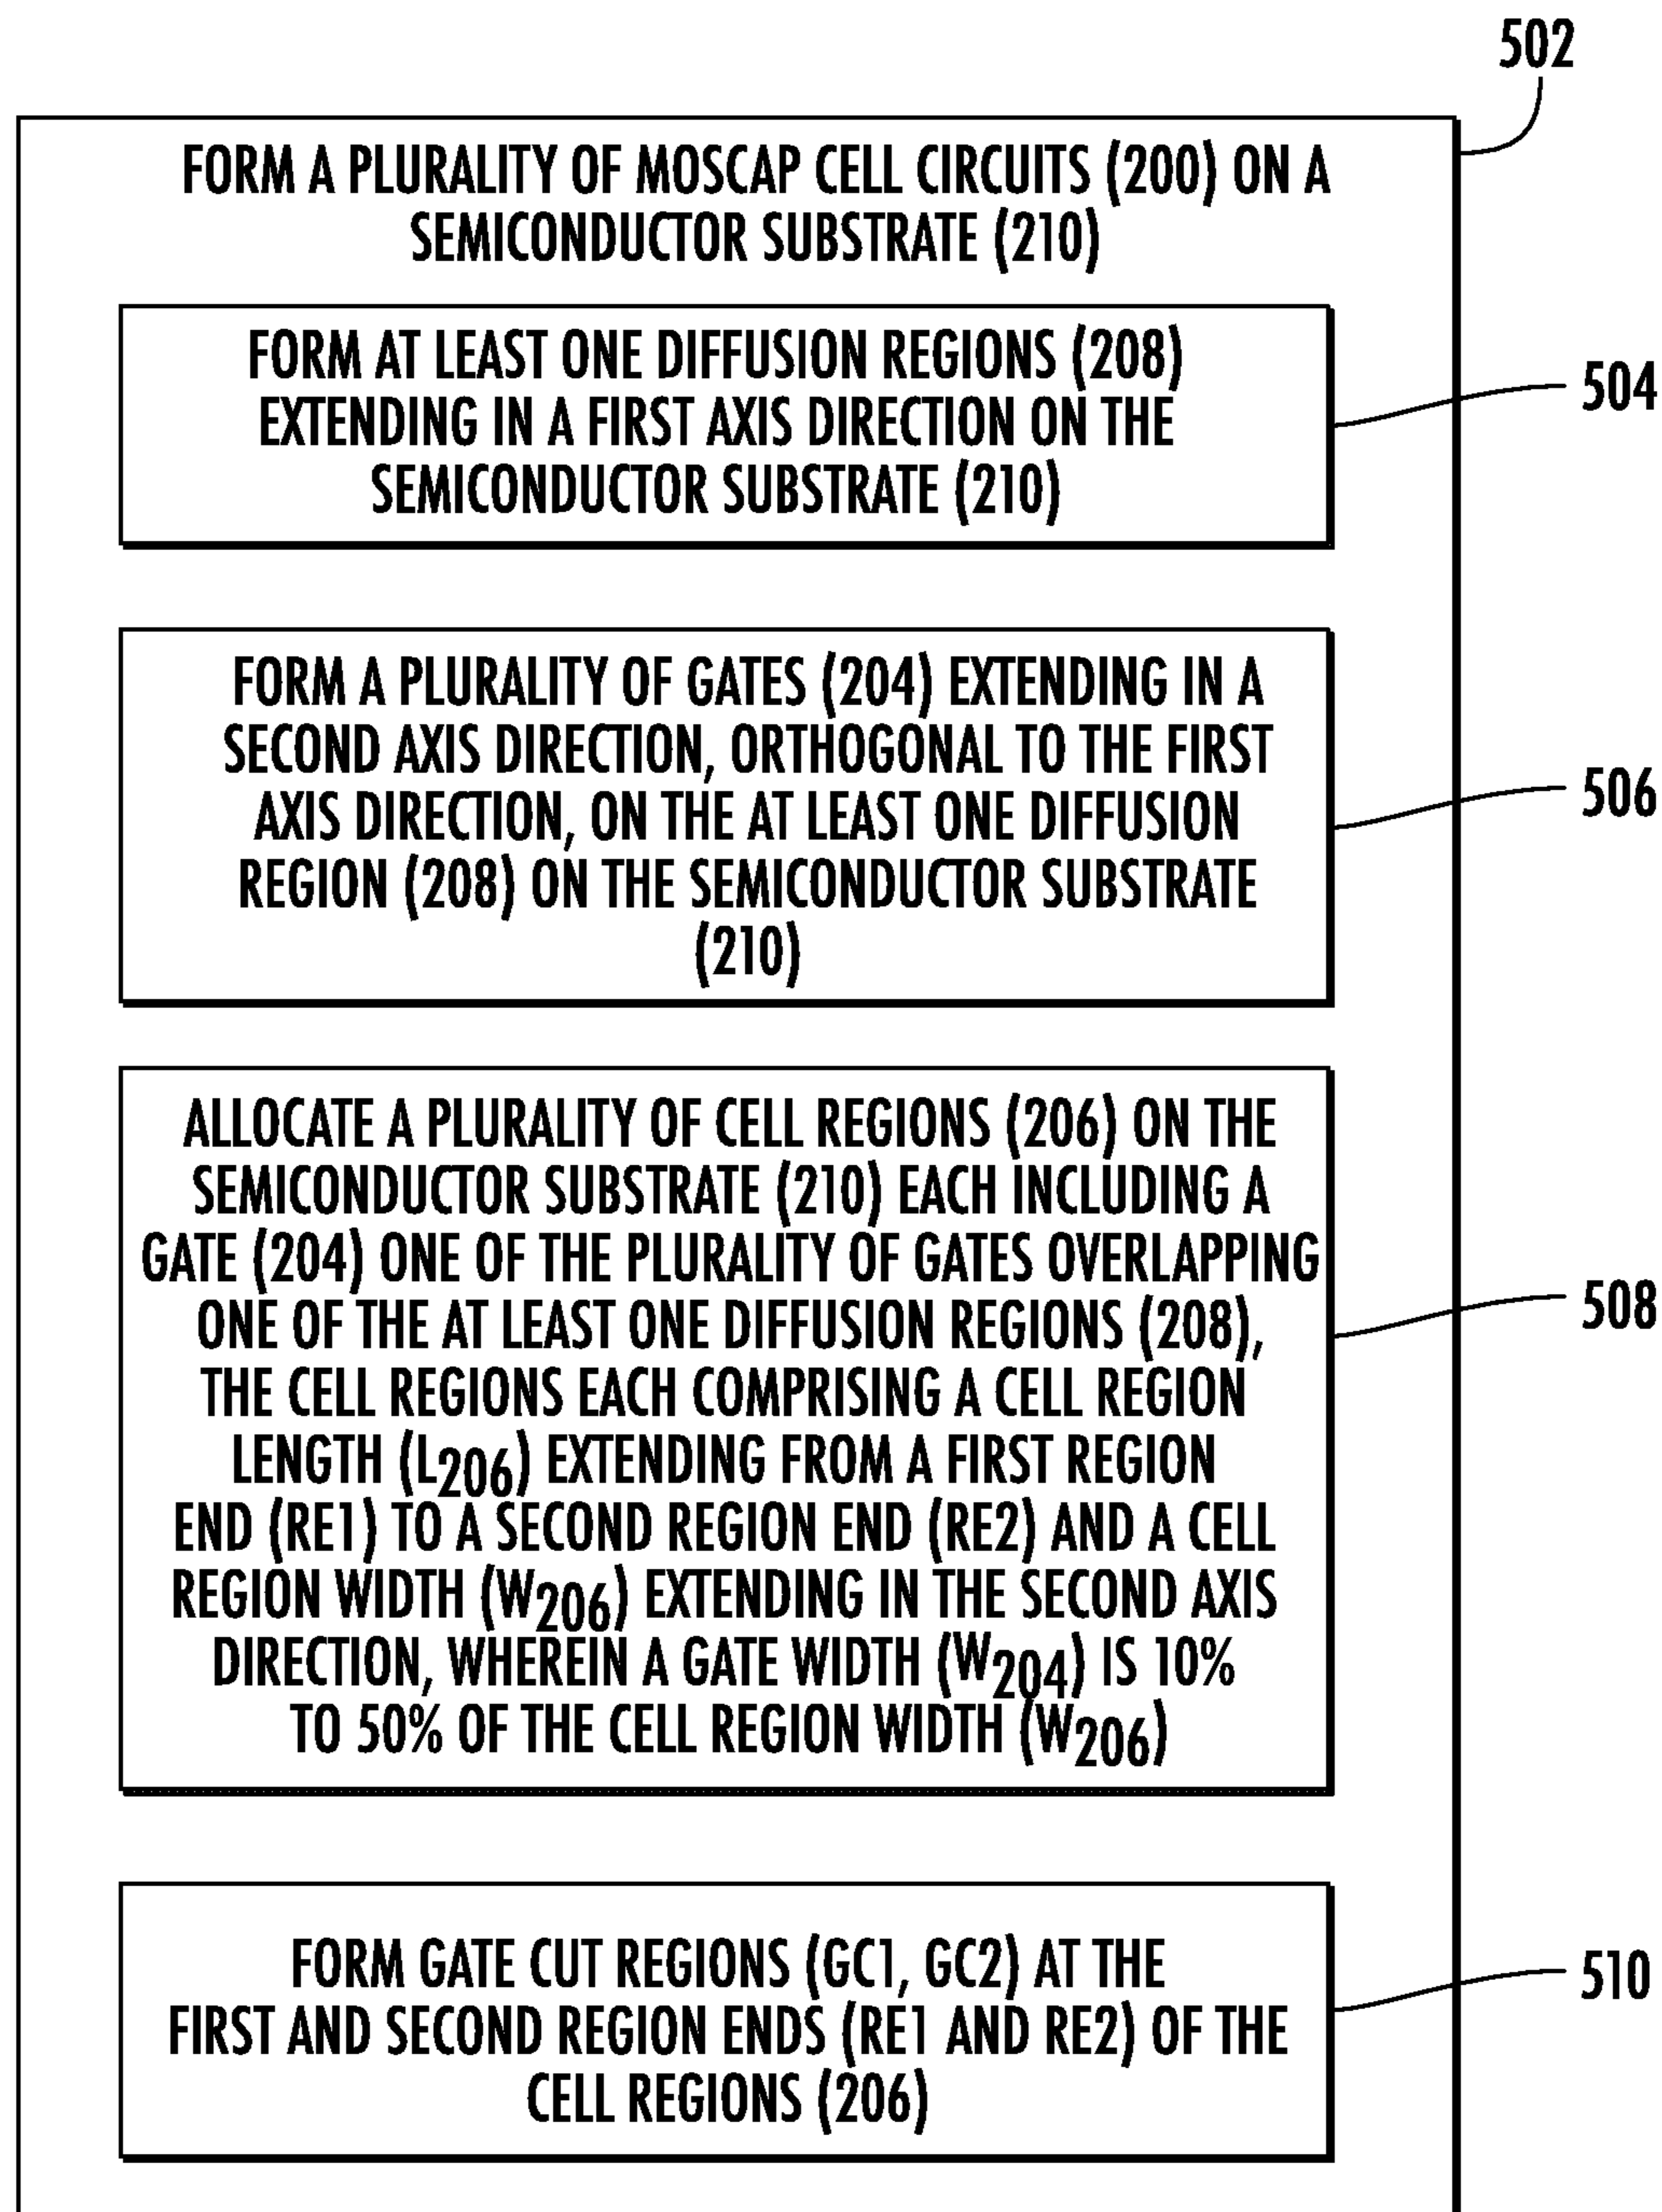 502
FORM A PLURALITY OF MOSCAP CELL CIRCUITS (200) ON A
SEMICONDUCTOR SUBSTRATE (210)
FORM AT LEAST ONE DIFFUSION REGIONS (208)
EXTENDING IN A FIRST AXIS DIRECTION ON THE
SEMICONDUCTOR SUBSTRATE (210)
504
FORM A PLURALITY OF GATES (204) EXTENDING IN A
SECOND AXIS DIRECTION, ORTHOGONAL TO THE FIRST
AXIS DIRECTION, ON THE AT LEAST ONE DIFFUSION
REGION (208) ON THE SEMICONDUCTOR SUBSTRATE
(210)
506
ALLOCATE A PLURALITY OF CELL REGIONS (206) ON THE
SEMICONDUCTOR SUBSTRATE (210) EACH INCLUDING A
GATE (204) ONE OF THE PLURALITY OF GATES OVERLAPPING
ONE OF THE AT LEAST ONE DIFFUSION REGIONS (208),
THE CELL REGIONS EACH COMPRISING A CELL REGION
LENGTH (L206) EXTENDING FROM A FIRST REGION
END (RE1) TO A SECOND REGION END (RE2) AND A CELL
REGION WIDTH (W206) EXTENDING IN THE SECOND AXIS
DIRECTION, WHEREIN A GATE WIDTH (W204) IS 10%
TO 50% OF THE CELL REGION WIDTH (W206)
508
FORM GATE CUT REGIONS (GC1, GC2) AT THE
FIRST AND SECOND REGION ENDS (RE1 AND RE2) OF THE
CELL REGIONS (206)
510